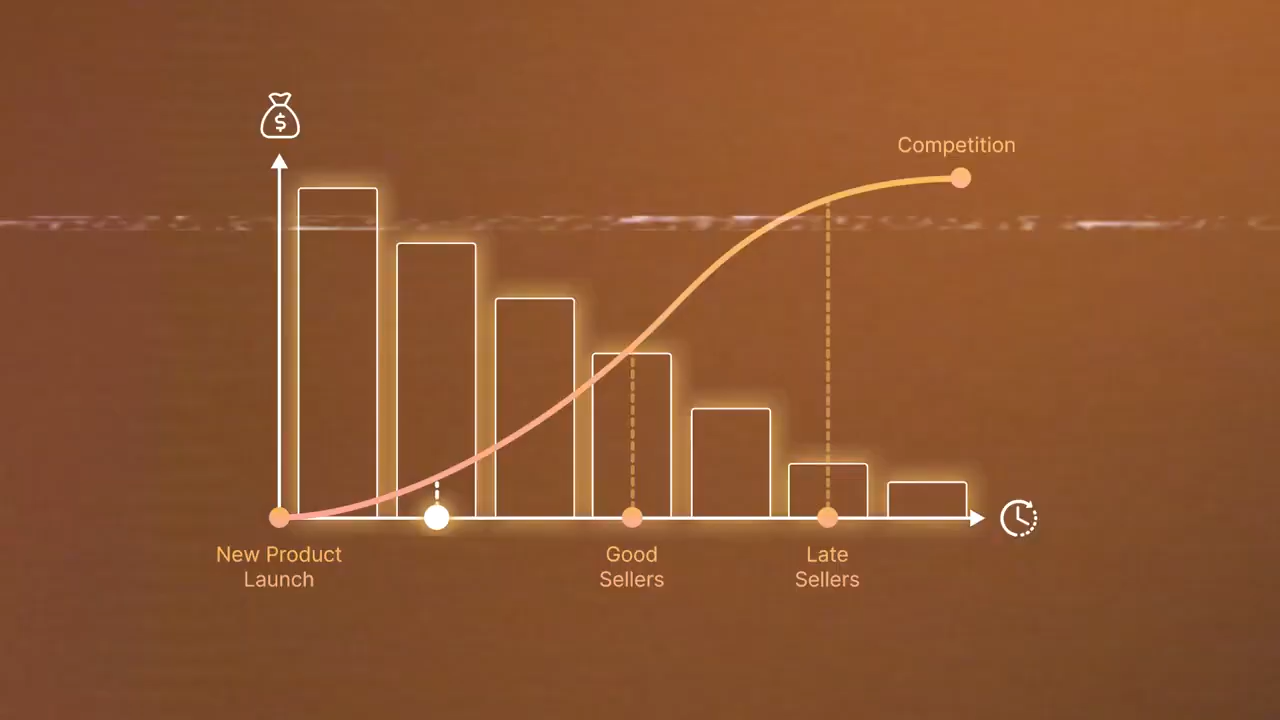 $
Competition
New Product
Launch
Good
Sellers
Late
Sellers